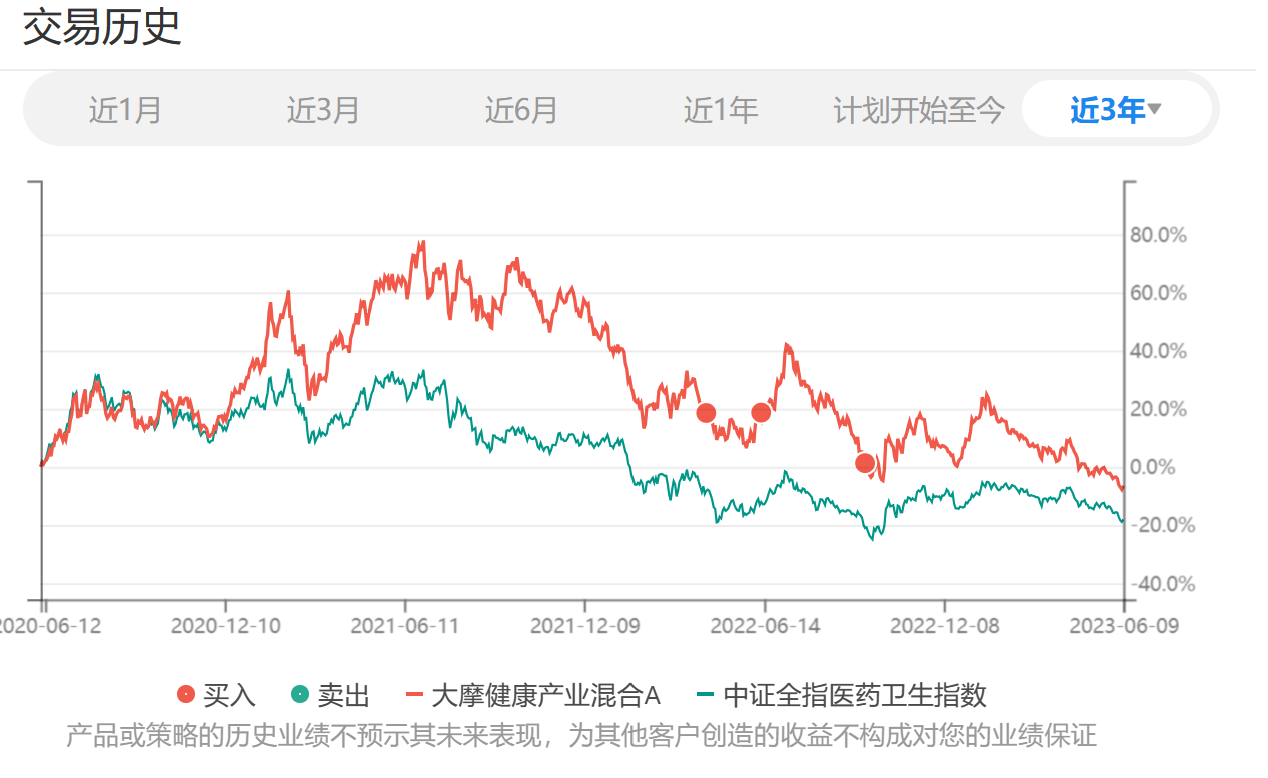 交易历史
近1月 近3月 近6月 近1年 计划开始至今 近3年
80.0%
60.0%
40.0%
20.0%
0.0%
-20.0%
-40.0%
2020-06-12 2020-12-10 2021-06-11 2021-12-09 2022-06-14 2022-12-08 2023-06-09
买入 卖出 大摩健康产业混合A 中证全指医药卫生指数
产品或策略的历史业绩不预示其未来表现，为其他客户创造的收益不构成对您的业绩保证